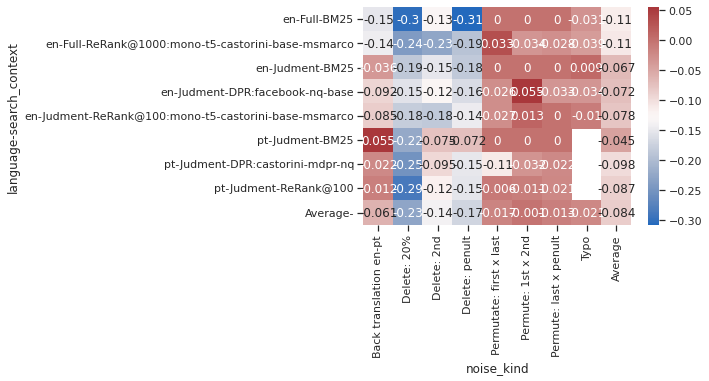 language-search_context
en-Full-BM25 -0.15 -0.3 -0.13 -0.31 0 0 0 -0.031 -0.11
en-Full-ReRank@1000:mono-t5-castorini-base-msmarco -0.14 -0.24 -0.23 -0.19 0.033 -0.034 -0.028 -0.039 -0.11
en-Judment-BM25 -0.036 -0.19 -0.15 -0.18 0 0 0 -0.067
en-Judment-DPR:facebook-nq-base -0.092 -0.15 -0.12 -0.16 -0.026 0.055 -0.033 -0.072
en-Judment-ReRank@100:mono-t5-castorini-base-msmarco -0.085 -0.18 -0.18 -0.14 -0.027 0.013 0 -0.078
pt-Judment-BM25 0.055 -0.22 -0.075 -0.072 0 0 0 -0.045
pt-Judment-DPR:castorini-mdpr-nq -0.022 -0.25 -0.095 -0.15 -0.11 -0.032 -0.022 -0.098
pt-Judment-ReRank@100 -0.012 -0.29 -0.12 -0.15 -0.011 -0.021 -0.087
Average- -0.061 -0.23 -0.14 -0.17 -0.017 -0.001 -0.013 -0.084
Back translation en-pt
Delete: 20%
Delete: 2nd
Delete: penult
Permutate: first x last
Permute: 1st x 2nd
Permute: last x penult
Typo
Average
noise_kind
0.05
0.00
−0.05
−0.10
−0.15
−0.20
−0.25
−0.30